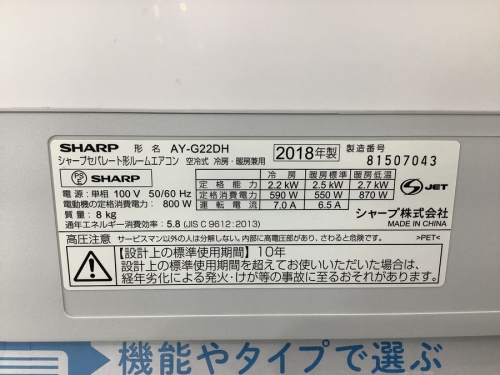 SHARP 形 名 AY-G22DH 2018年製 製造番号
シャープセパレート形ルームエアコン 空冷式 冷房・暖房兼用 81507043
PS E SHARP 冷 房 暖房標準 暖房低温
定 格 能 力 2.2 kW 2.5 kW 2.7 kW
電 源：単相 100 V 50/60 Hz 定格消費電力 590 W 550 W 870 W JET
電動機の定格消費電力： 800 W 運 転 電 流 7.0 A 6.5 A
質 量：8 kg シャープ株式会社
通年エネルギー消費効率：5.8 (JIS C 9612:2013) MADE IN CHINA
高圧注意 サービスマン以外の人は分解しない。内部に高電圧部があり、さわると危険です。 >PET<
【設計上の標準使用期間】10年
設計上の標準使用期間を超えてお使いいただいた場合は、
経年劣化による発火・けが等の事故に至るおそれがあります。
機能やタイプで選ぶ